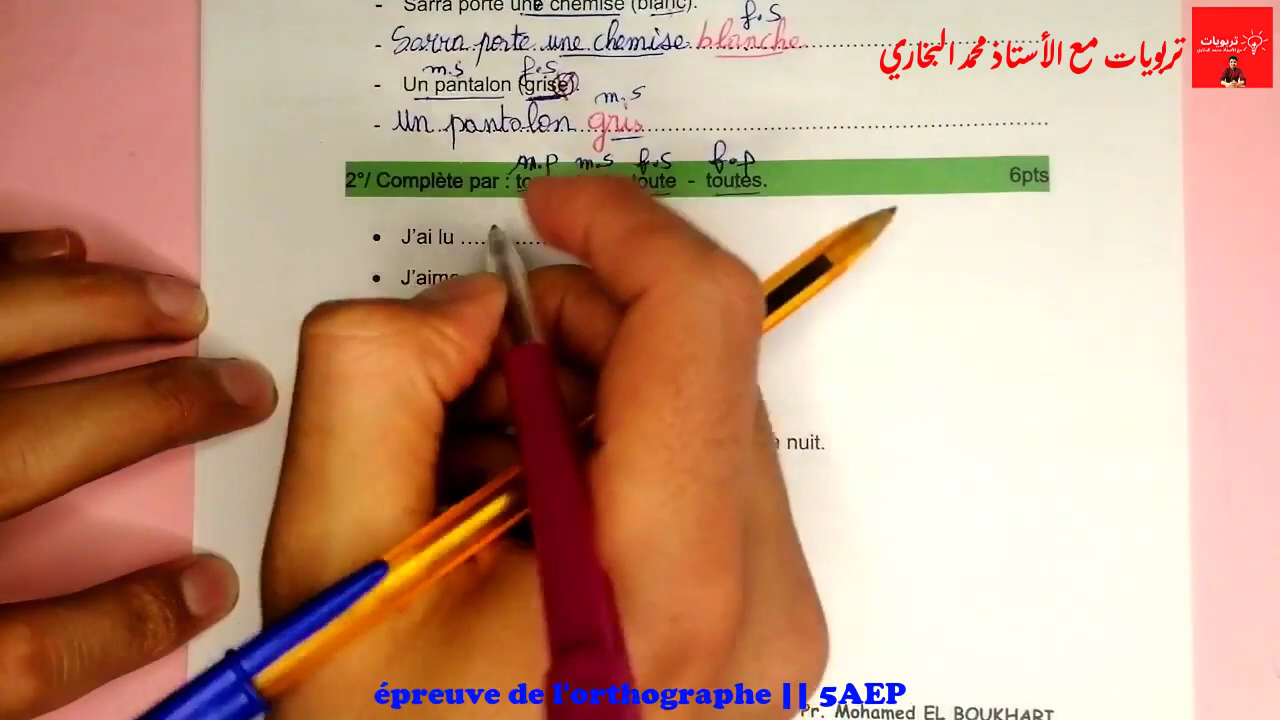 - Sarra porte une chemise (blanc).
f.s
- Sarra porte une chemise blanche
تربويات مع الأستاذ محمد البخاري
تربويات
m.s f.s
- Un pantalon (grise).
m.s
- Un pantalon gris
m.p m.s f.s f.p
2°/ Complète par : toute - toutes. 6pts
• J'ai lu ...........
• J'aime
nuit.
épreuve de l'orthographe || 5AEP
Pr. Mohamed EL BOUKHART